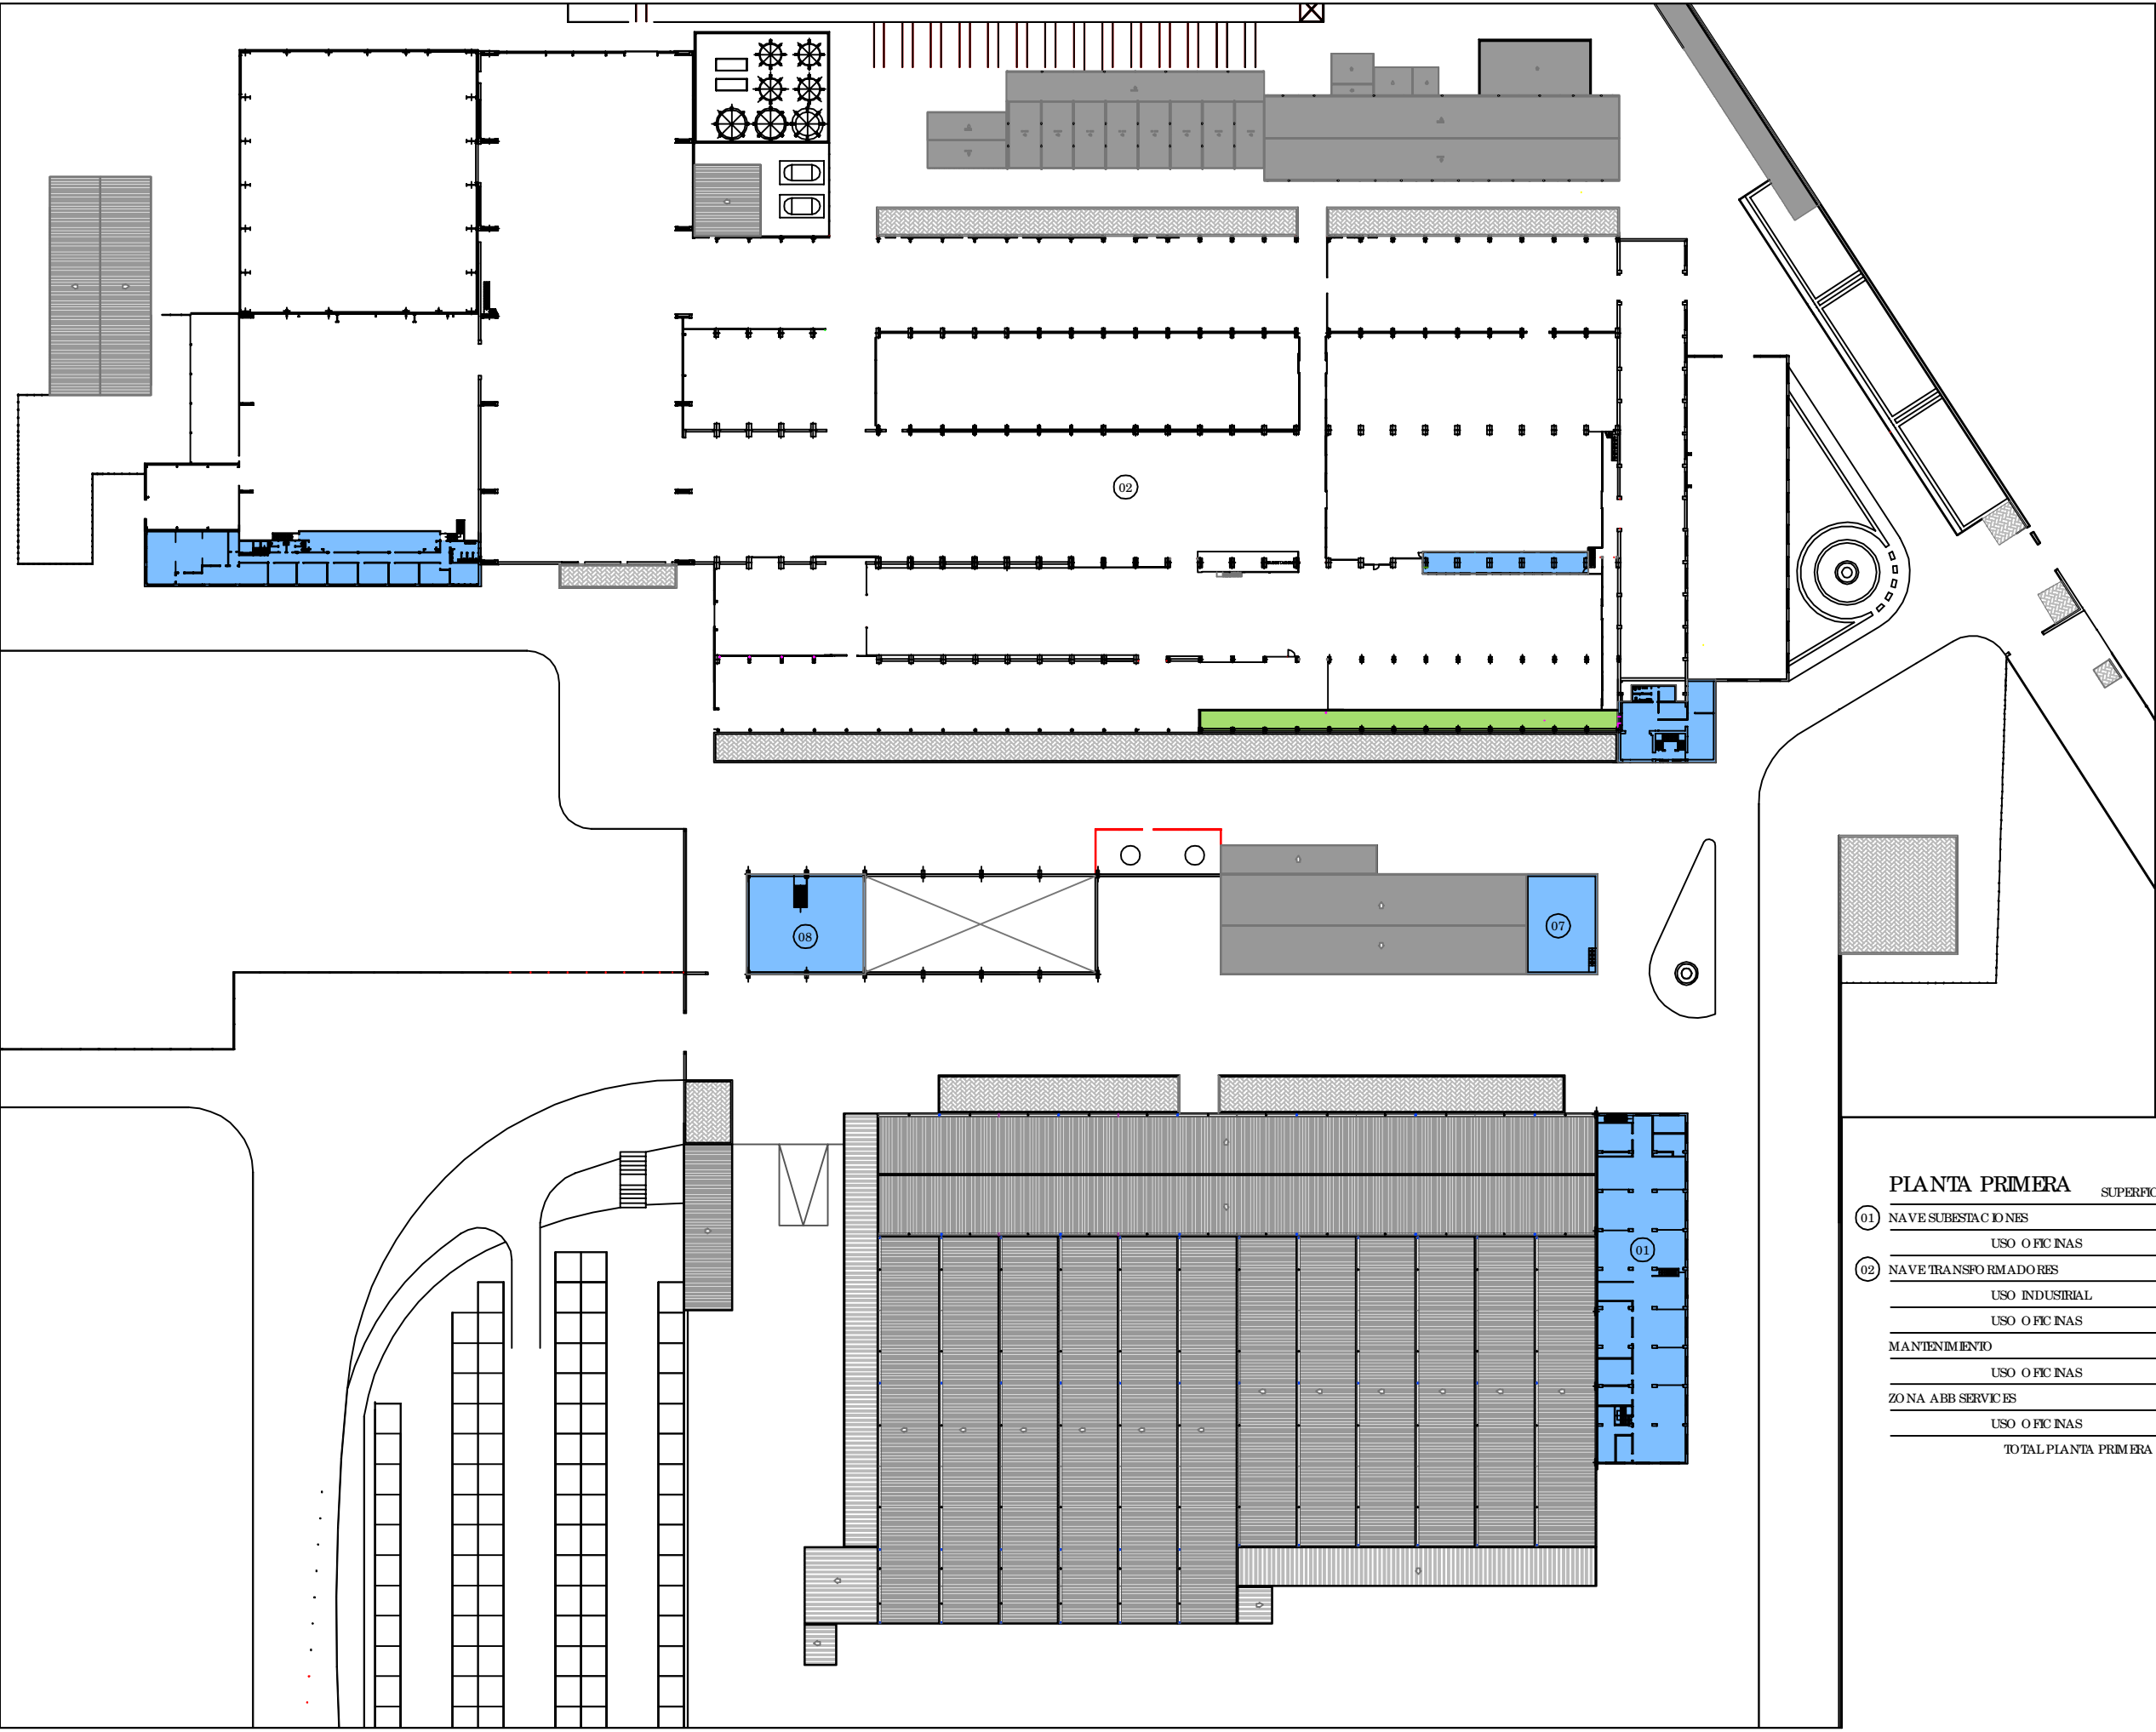 02
08
07
01
PLANTA PRIMERA SUPERFIC
01 NAVE SUBESTACIONES
USO OFICINAS
02 NAVE TRANSFORMADORES
USO INDUSTRIAL
USO OFICINAS
MANTENIMIENTO
USO OFICINAS
ZONA ABB SERVICES
USO OFICINAS
TOTAL PLANTA PRIMERA